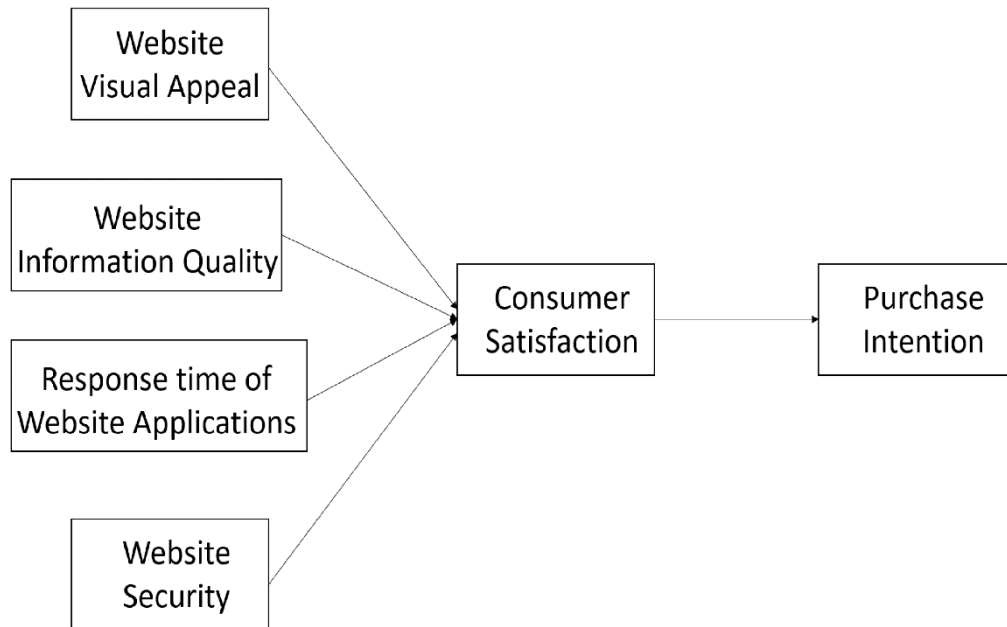 Website
Visual Appeal
Website
Information Quality
Response time of
Website Applications
Website
Security
Consumer
Satisfaction
Purchase
Intention